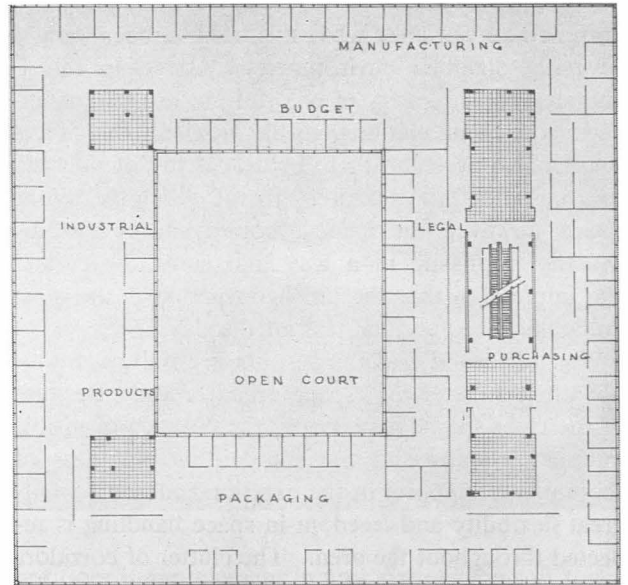 MANUFACTURING
BUDGET
INDUSTRIAL
LEGAL
PURCHASING
OPEN COURT
PRODUCTS
PACKAGING